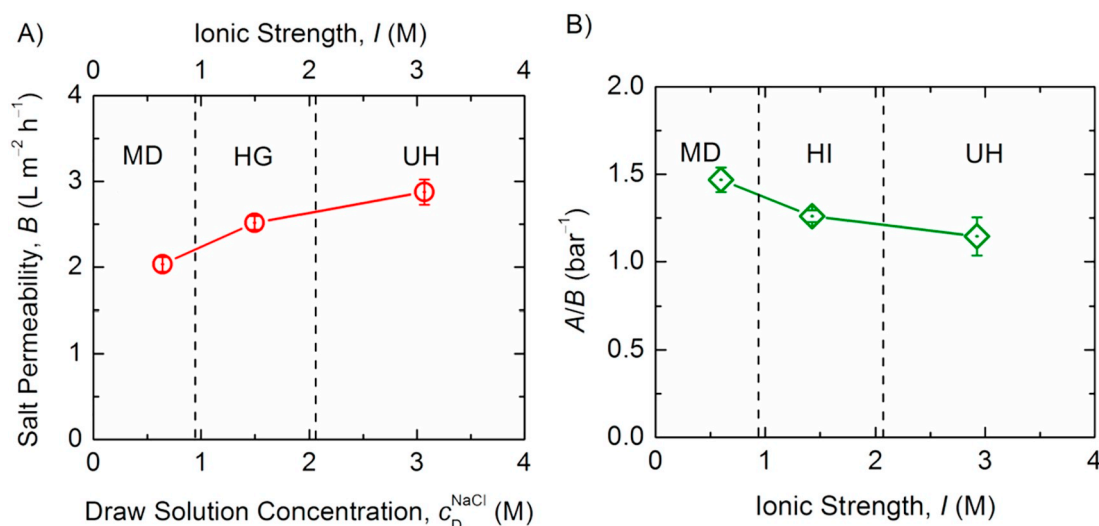 A)
Ionic Strength, I (M)
0 1 2 3 4
Salt Permeability, B (L m⁻² h⁻¹)
4
3
2
1
0
MD HG UH
0 1 2 3 4
Draw Solution Concentration, c_D^NaCl (M)
B)
A/B (bar⁻¹)
2.0
1.5
1.0
0.5
0.0
MD HI UH
0 1 2 3 4
Ionic Strength, I (M)